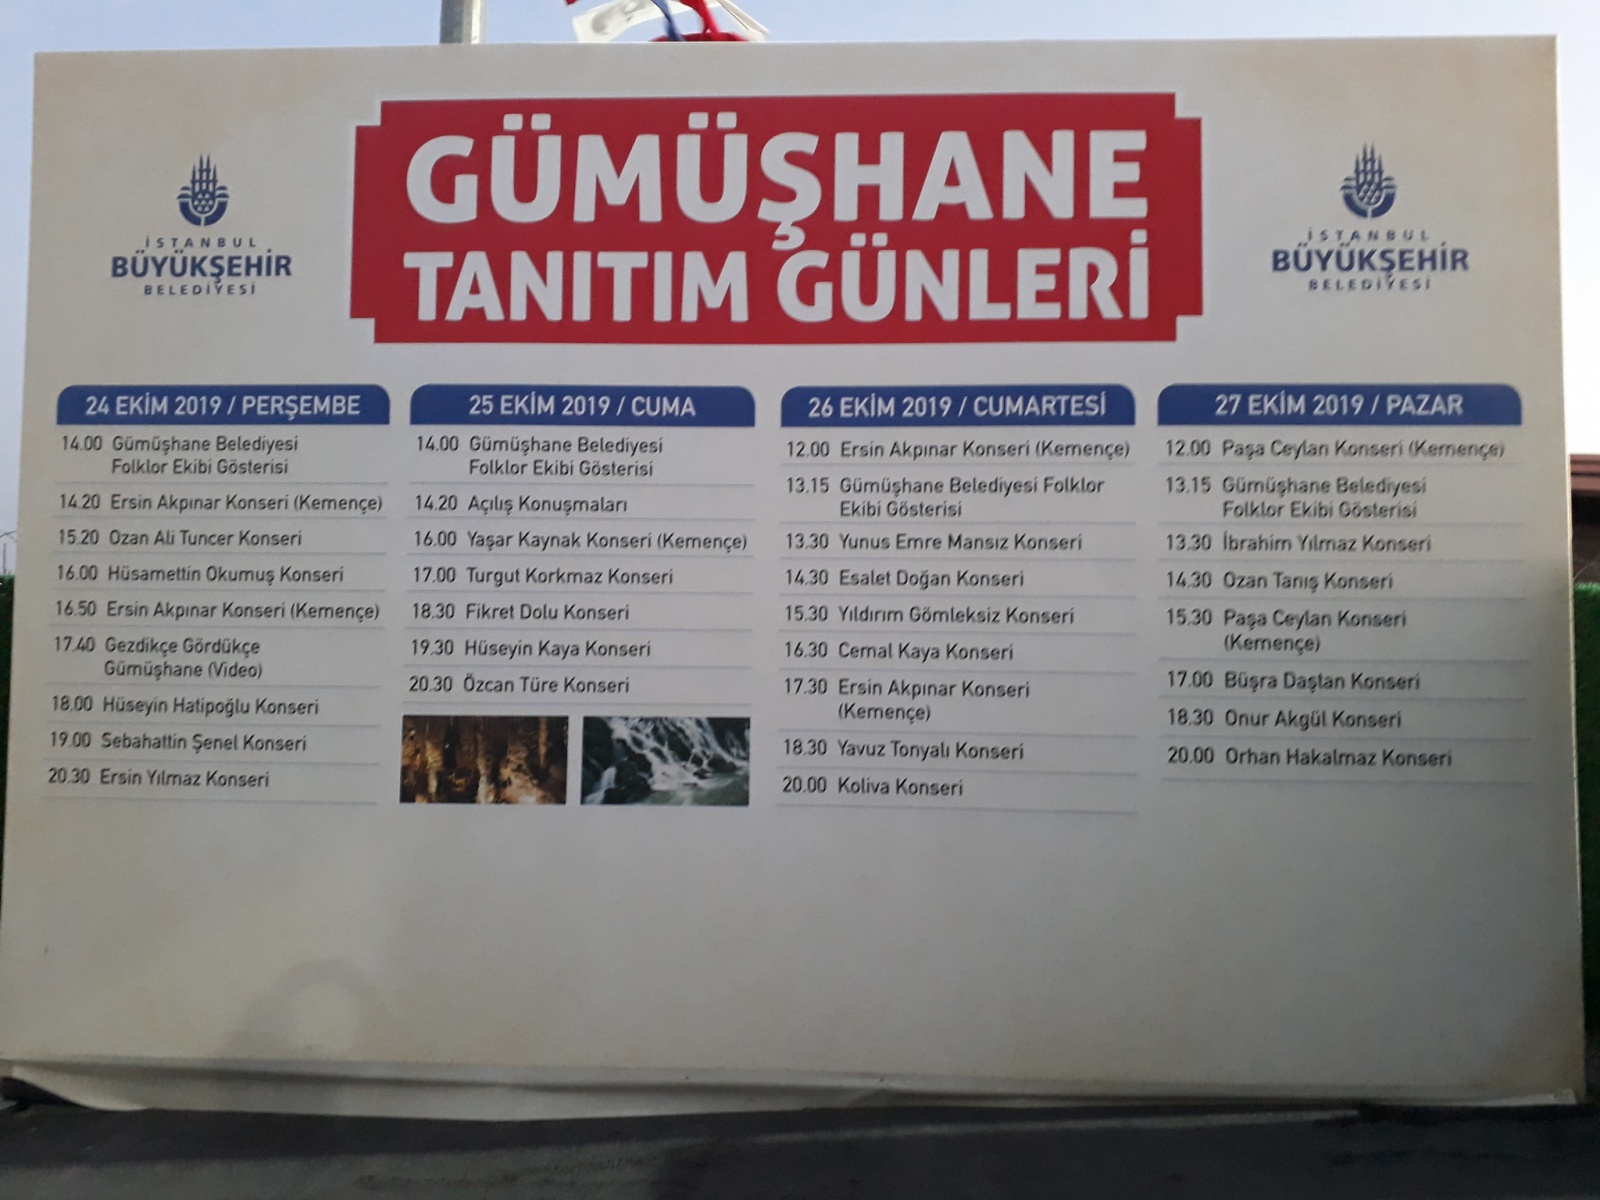 GÜMÜŞHANE
TANITIM GÜNLERİ
İSTANBUL
BÜYÜKŞEHİR
BELEDİYESİ
İSTANBUL
BÜYÜKŞEHİR
BELEDİYESİ
24 EKİM 2019 / PERŞEMBE
14.00 Gümüşhane Belediyesi
Folklor Ekibi Gösterisi
14.20 Ersin Akpınar Konseri (Kemençe)
15.20 Ozan Ali Tuncer Konseri
16.00 Hüsamettin Okumuş Konseri
16.50 Ersin Akpınar Konseri (Kemençe)
17.40 Gezdikçe Gördükçe
Gümüşhane (Video)
18.00 Hüseyin Hatipoğlu Konseri
19.00 Sebahattin Şenel Konseri
20.30 Ersin Yılmaz Konseri
25 EKİM 2019 / CUMA
14.00 Gümüşhane Belediyesi
Folklor Ekibi Gösterisi
14.20 Açılış Konuşmaları
16.00 Yaşar Kaynak Konseri (Kemençe)
17.00 Turgut Korkmaz Konseri
18.30 Fikret Dolu Konseri
19.30 Hüseyin Kaya Konseri
20.30 Özcan Türe Konseri
26 EKİM 2019 / CUMARTESİ
12.00 Ersin Akpınar Konseri (Kemençe)
13.15 Gümüşhane Belediyesi Folklor
Ekibi Gösterisi
13.30 Yunus Emre Mansız Konseri
14.30 Esalet Doğan Konseri
15.30 Yıldırım Gömleksiz Konseri
16.30 Cemal Kaya Konseri
17.30 Ersin Akpınar Konseri
(Kemençe)
18.30 Yavuz Tonyalı Konseri
20.00 Koliva Konseri
27 EKİM 2019 / PAZAR
12.00 Paşa Ceylan Konseri (Kemençe)
13.15 Gümüşhane Belediyesi
Folklor Ekibi Gösterisi
13.30 İbrahim Yılmaz Konseri
14.30 Ozan Tanış Konseri
15.30 Paşa Ceylan Konseri
(Kemençe)
17.00 Büşra Daştan Konseri
18.30 Onur Akgül Konseri
20.00 Orhan Hakalmaz Konseri